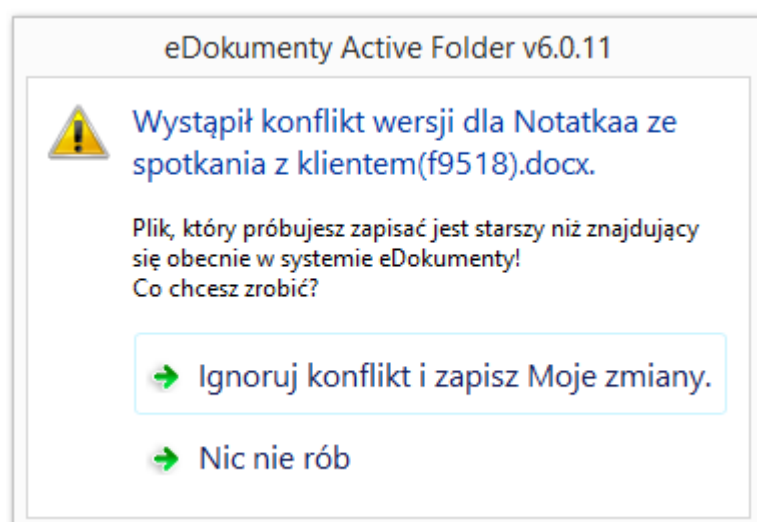 eDokumenty Active Folder v6.0.11
Wystąpił konflikt wersji dla Notatkaa ze
spotkania z klientem(f9518).docx.
Plik, który próbujesz zapisać jest starszy niż znajdujący
się obecnie w systemie eDokumenty!
Co chcesz zrobić?
Ignoruj konflikt i zapisz Moje zmiany.
Nic nie rób